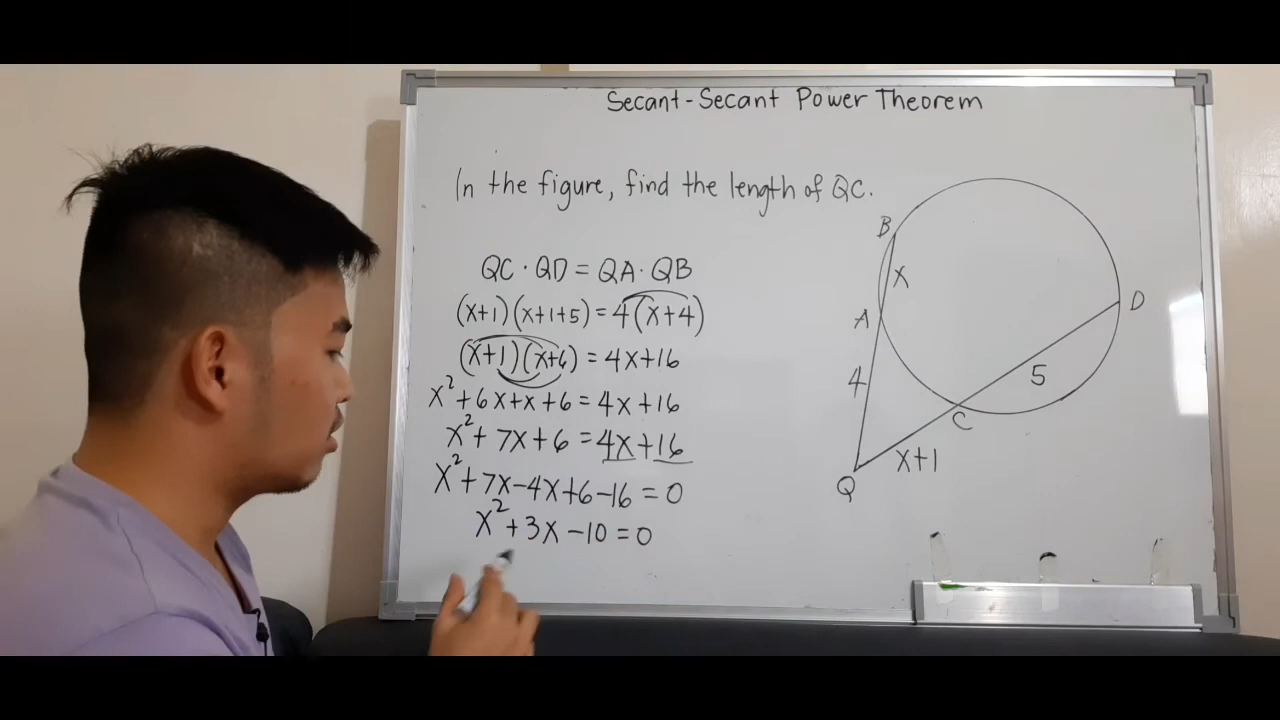 Secant-Secant Power Theorem
In the figure, find the length of QC.
QC · QD = QA · QB
(x+1)(x+1+5) = 4(x+4)
(x+1)(x+6) = 4x+16
x²+6x+x+6 = 4x+16
x²+7x+6 = 4x+16
x²+7x-4x+6-16 = 0
x²+3x-10=0
B
x
A
D
4
5
C
x+1
Q